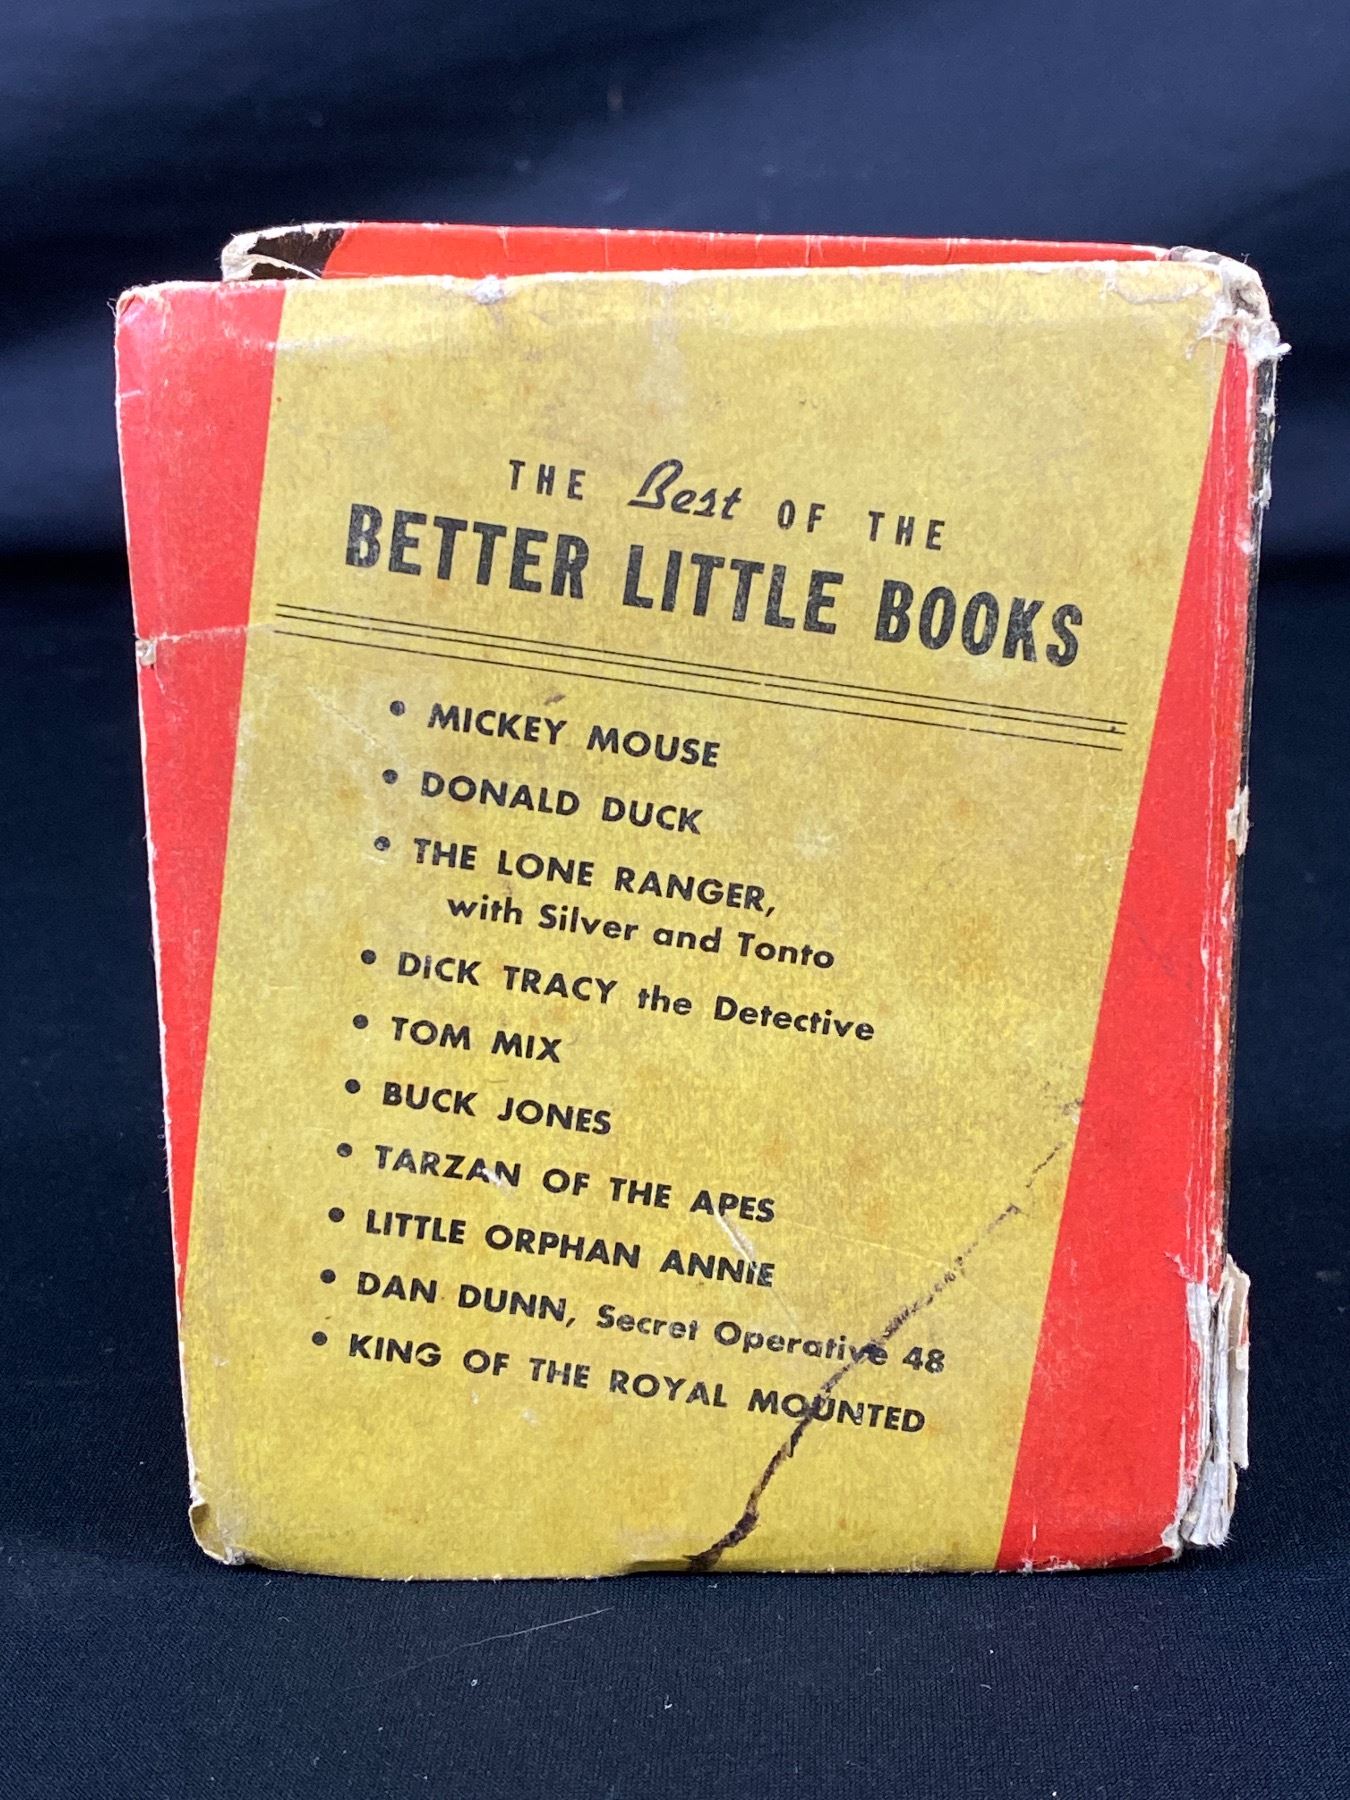 THE Best OF THE
BETTER LITTLE BOOKS
• MICKEY MOUSE
• DONALD DUCK
• THE LONE RANGER,
with Silver and Tonto
• DICK TRACY the Detective
• TOM MIX
• BUCK JONES
• TARZAN OF THE APES
• LITTLE ORPHAN ANNIE
• DAN DUNN, Secret Operative 48
• KING OF THE ROYAL MOUNTED